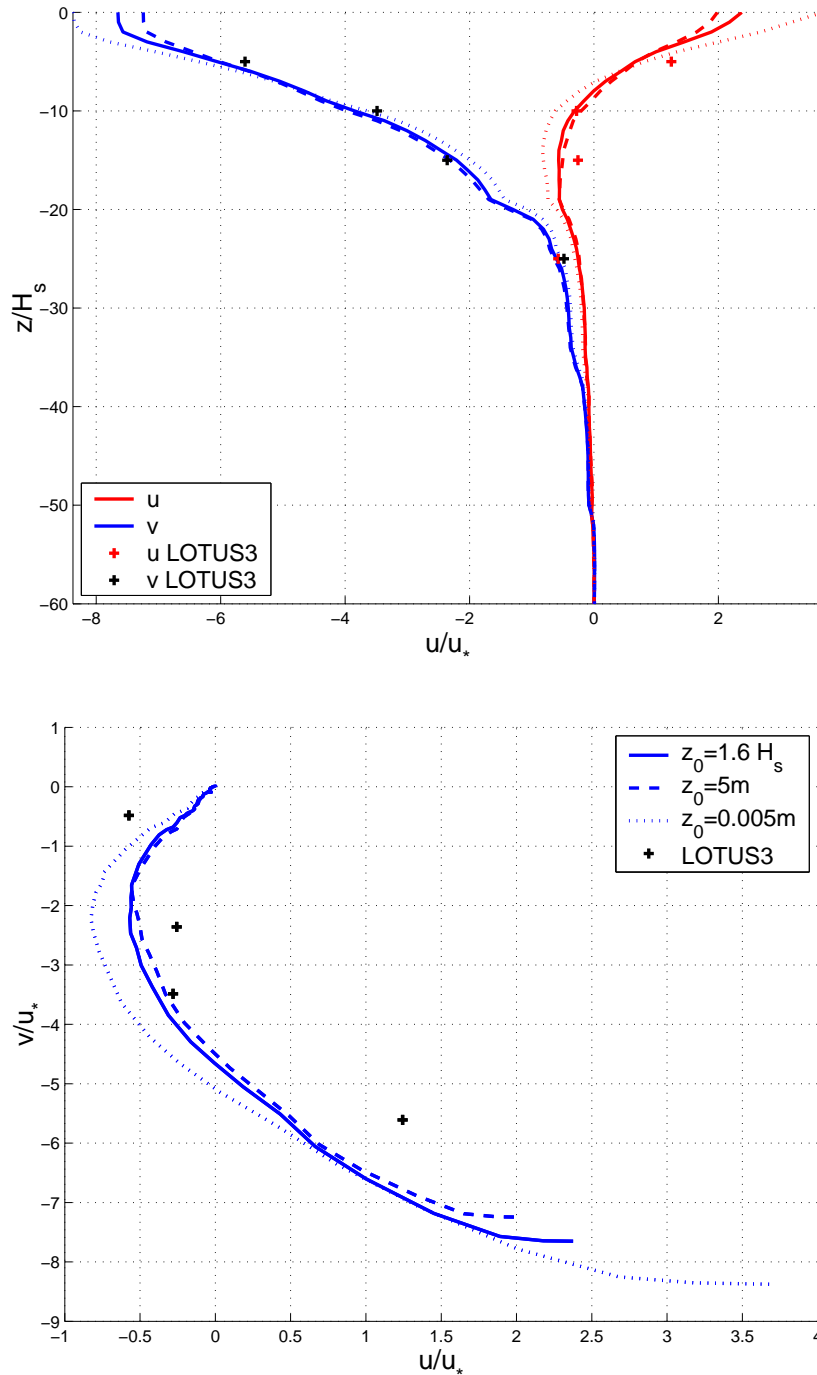 0
−10
−20
−30
−40
−50
−60
z/H_s
−8
−6
−4
−2
0
2
u/u_*
u
v
u LOTUS3
v LOTUS3
1
0
−1
−2
−3
−4
−5
−6
−7
−8
−9
v/u_*
−1
−0.5
0
0.5
1
1.5
2
2.5
3
3.5
4
u/u_*
z_0=1.6 H_s
z_0=5m
z_0=0.005m
LOTUS3